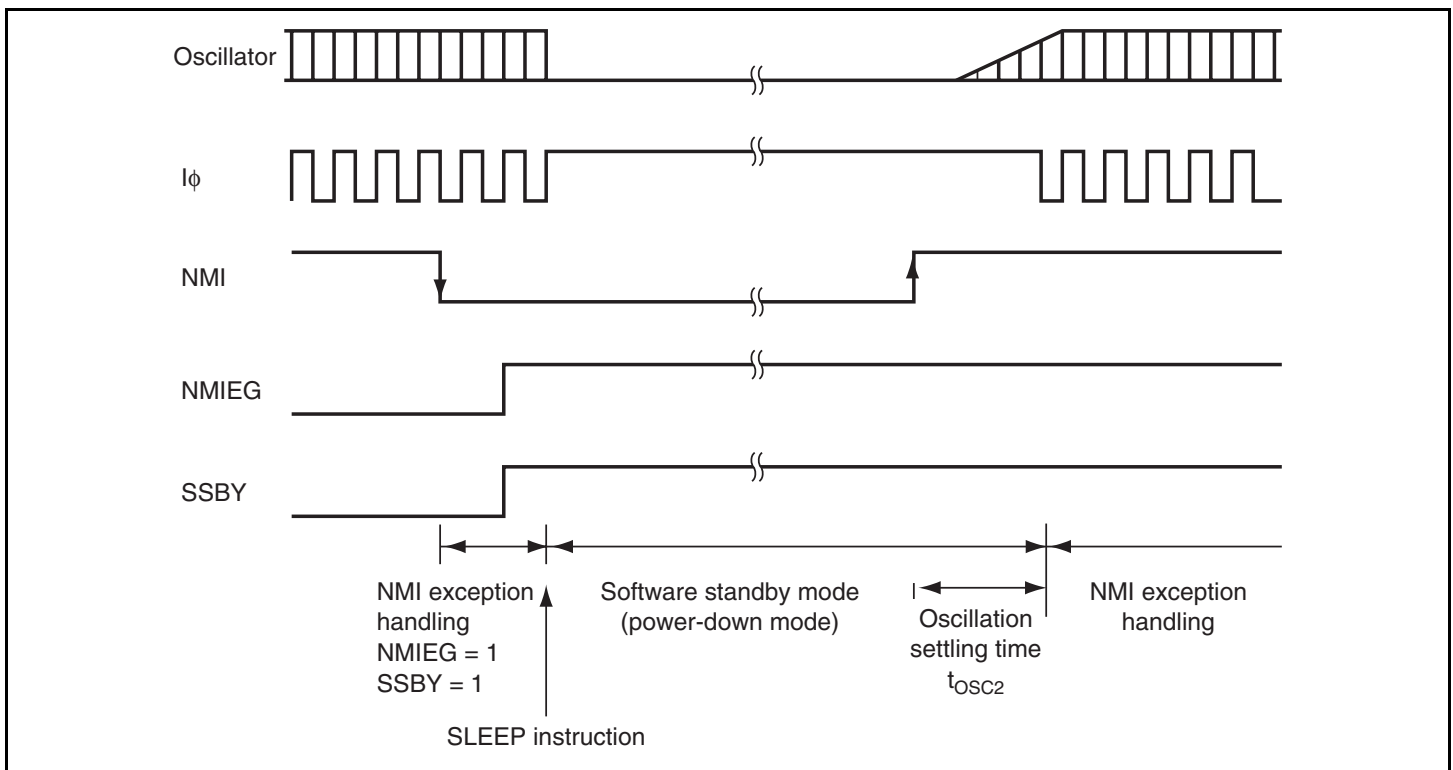 Oscillator
Iϕ
NMI
NMIEG
SSBY
NMI exception
handling
NMIEG = 1
SSBY = 1
SLEEP instruction
Software standby mode
(power-down mode)
Oscillation
settling time
tOSC2
NMI exception
handling